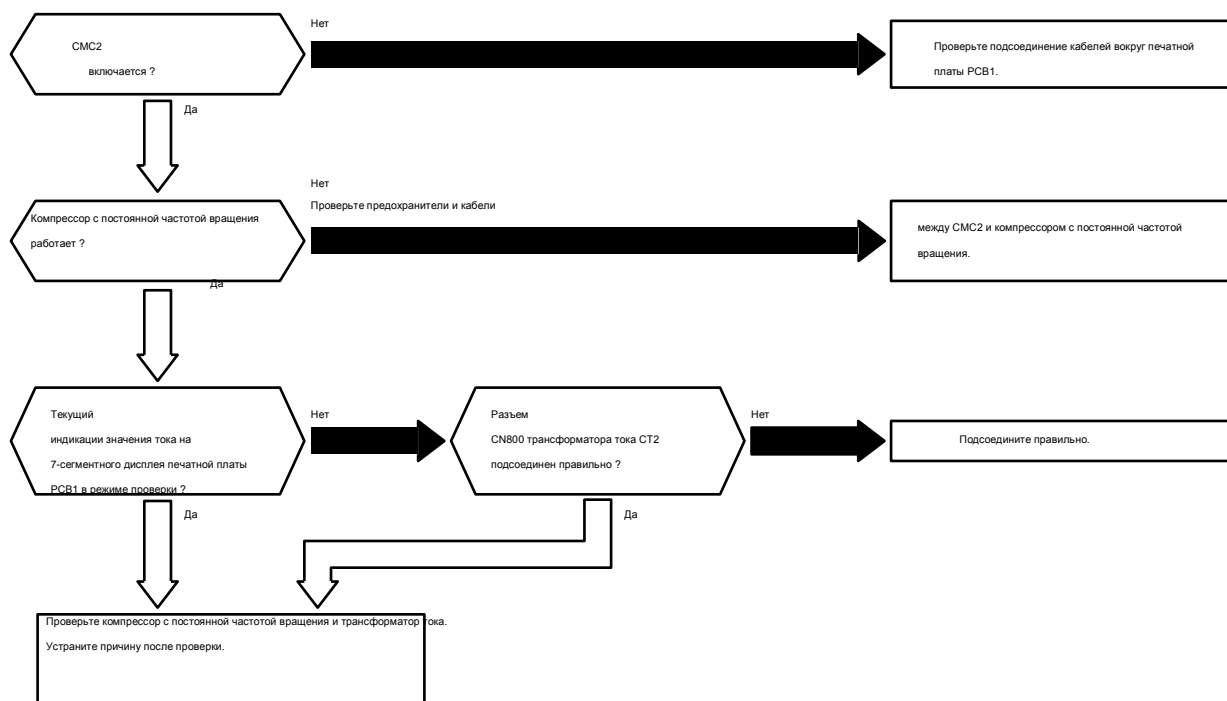 Нет
СМС2
включается ?
Проверьте подсоединение кабелей вокруг печатной
платы PCB1.
Да
Нет
Проверьте предохранители и кабели
Компрессор с постоянной частотой вращения
работает ?
между СМС2 и компрессором с постоянной частотой
вращения.
Да
Текущий
индикации значения тока на
7-сегментного дисплея печатной платы
PCB1 в режиме проверки ?
Нет
Разъем
CN800 трансформатора тока CT2
подсоединен правильно ?
Нет
Подсоедините правильно.
Да
Да
Проверьте компрессор с постоянной частотой вращения и трансформатор тока.
Устраните причину после проверки.